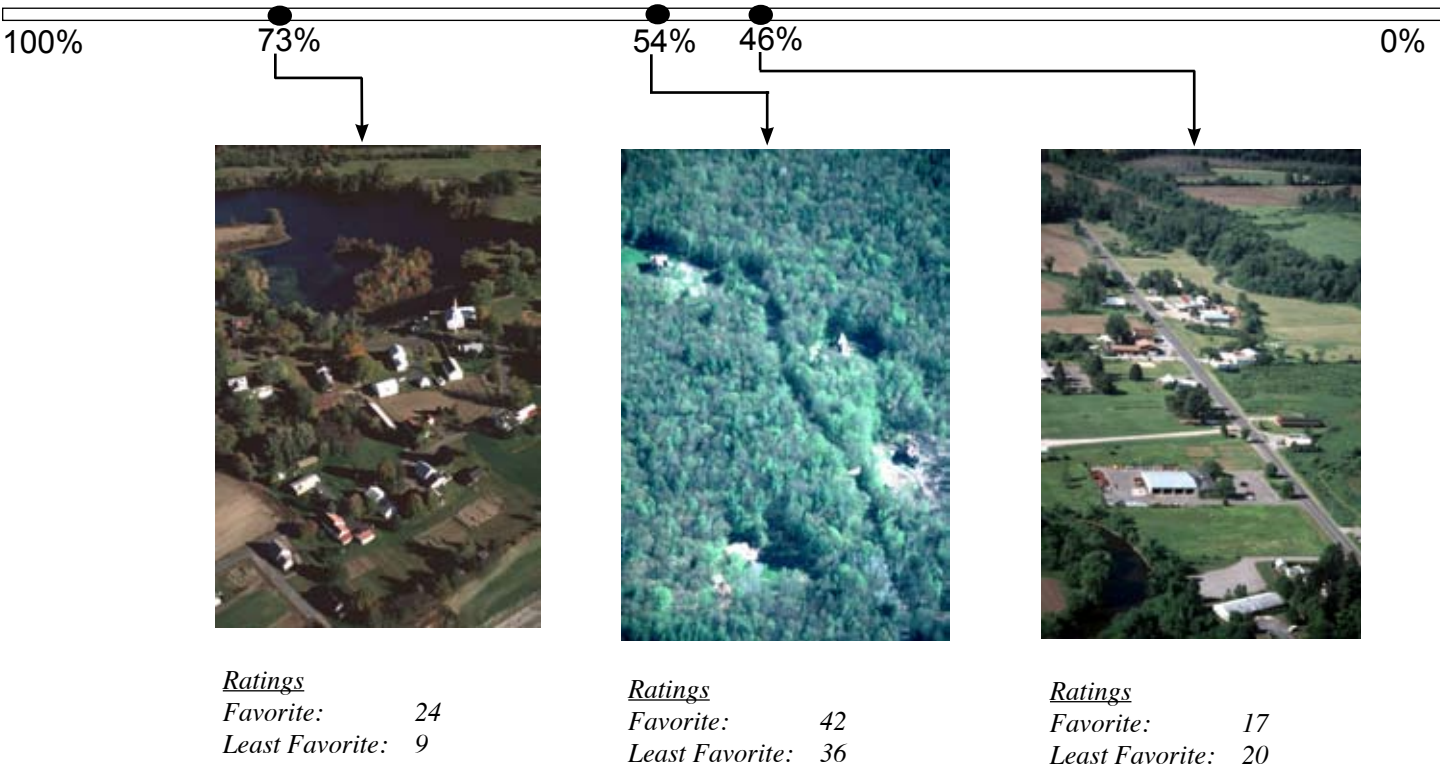 100% 73% 54% 46% 0%
Ratings
Favorite: 24
Least Favorite: 9
Ratings
Favorite: 42
Least Favorite: 36
Ratings
Favorite: 17
Least Favorite: 20